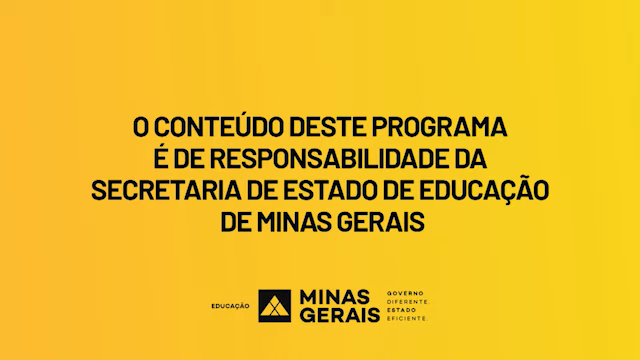 O CONTEÚDO DESTE PROGRAMA
É DE RESPONSABILIDADE DA
SECRETARIA DE ESTADO DE EDUCAÇÃO
DE MINAS GERAIS
EDUCAÇÃO
MINAS
GERAIS
GOVERNO
DIFERENTE.
ESTADO
EFICIENTE.